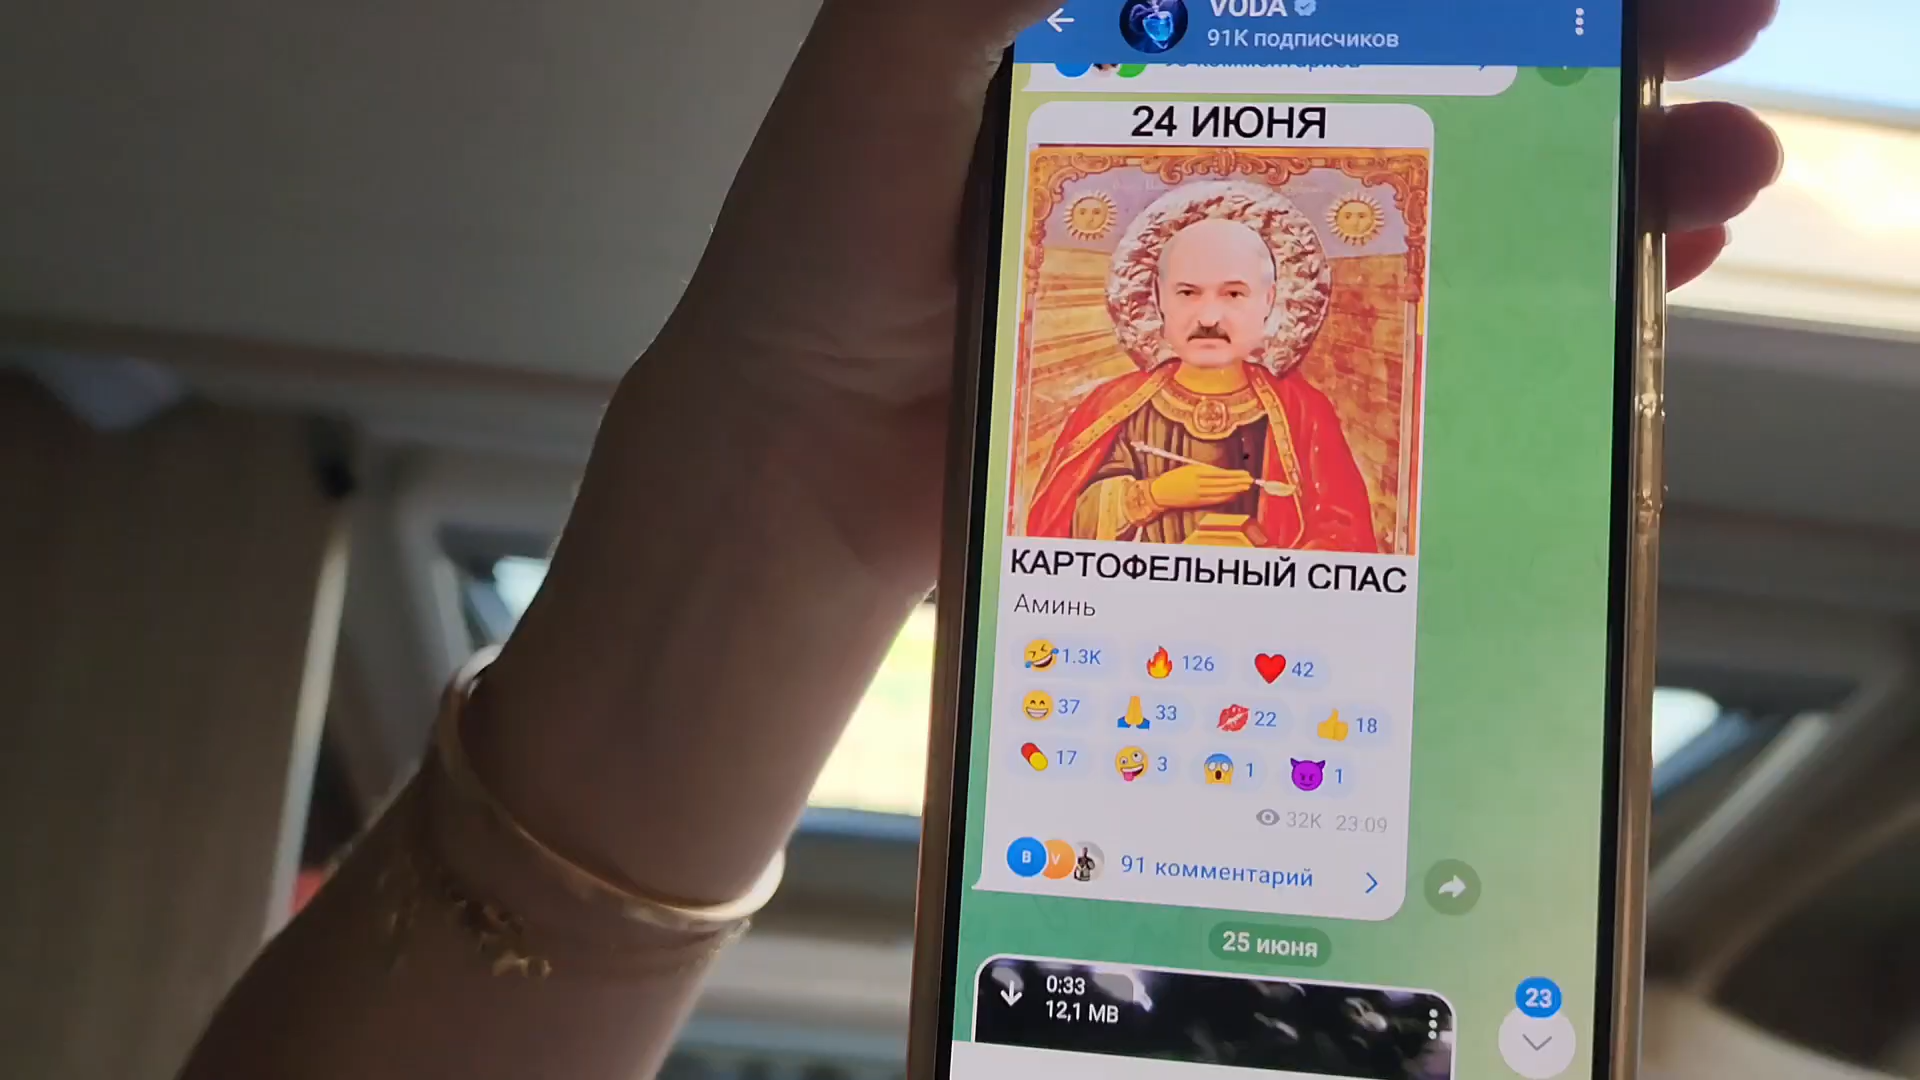 VODA
91K подписчиков
24 ИЮНЯ
КАРТОФЕЛЬНЫЙ СПАС
Аминь
1.3K 126 42
37 33 22 18
17 3 1 1
32K 23:09
B V 91 комментарий
25 июня
0:33
12,1 MB
23